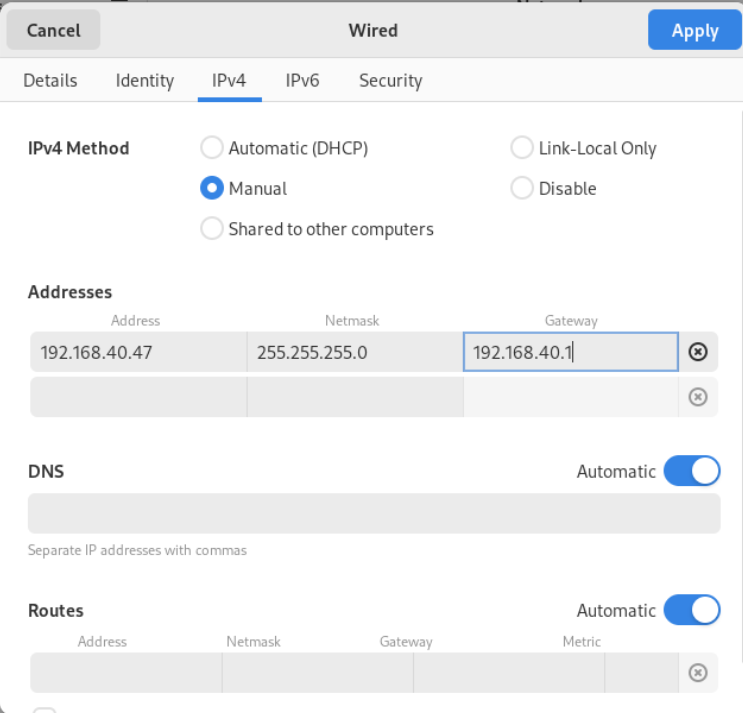 Cancel Wired Apply
Details Identity IPv4 IPv6 Security
IPv4 Method Automatic (DHCP) Link-Local Only
Manual Disable
Shared to other computers
Addresses
Address Netmask Gateway
192.168.40.47 255.255.255.0 192.168.40.1
DNS Automatic
Separate IP addresses with commas
Routes Automatic
Address Netmask Gateway Metric